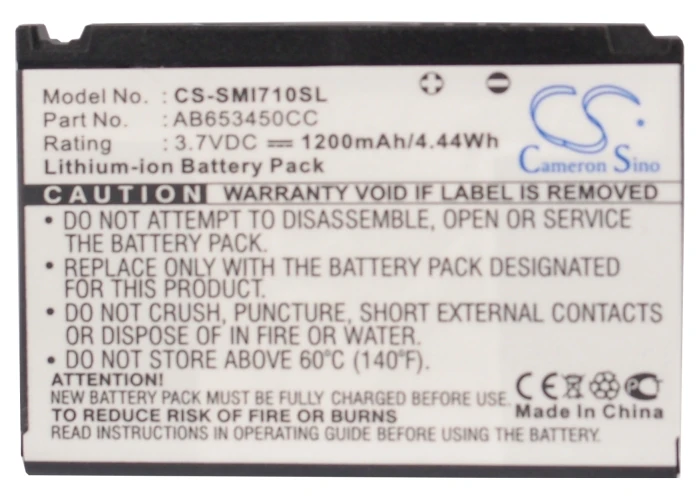 Model No. : CS-SMI710SL
Part No. : AB653450CC
Rating : 3.7VDC 1200mAh/4.44Wh
Lithium-ion Battery Pack
CS
Cameron Sino
CAUTION WARRANTY VOID IF LABEL IS REMOVED
• DO NOT ATTEMPT TO DISASSEMBLE, OPEN OR SERVICE
THE BATTERY PACK.
• REPLACE ONLY WITH THE BATTERY PACK DESIGNATED
FOR THIS APPLICATION.
• DO NOT CRUSH, PUNCTURE, SHORT EXTERNAL CONTACTS
OR DISPOSE OF IN FIRE OR WATER.
• DO NOT STORE ABOVE 60°C (140°F).
ATTENTION!
NEW BATTERY PACK MUST BE FULLY CHARGED BEFORE USE
TO REDUCE RISK OF FIRE OR BURNS
READ INSTRUCTIONS IN OPERATING GUIDE BEFORE USING THE BATTERY.
CE
Made In China